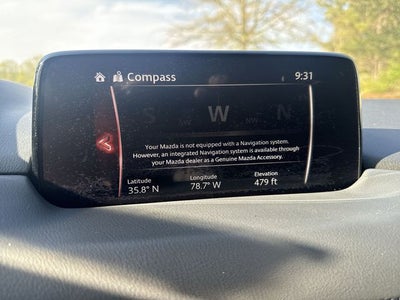 Compass 9:31
W NW N
Your Mazda is not equipped with a Navigation system.
However, an integrated Navigation system is available through
your Mazda dealer as a Genuine Mazda Accessory.
Latitude Longitude Elevation
35.8° N 78.7° W 479 ft